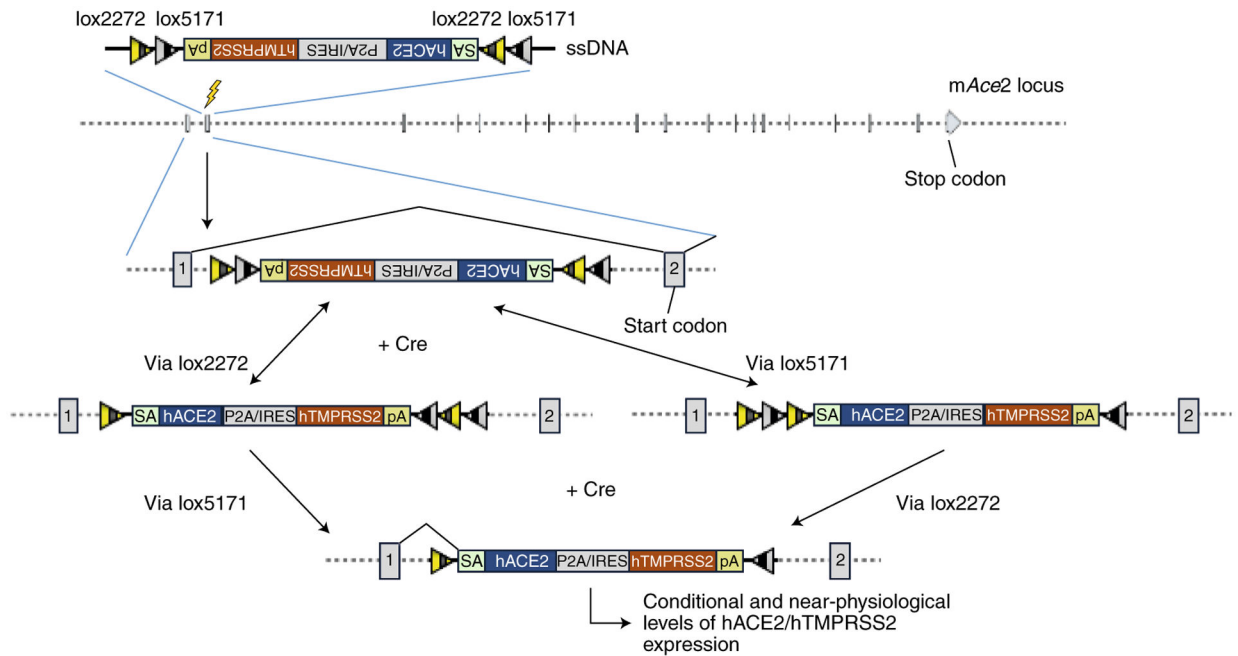 lox2272 lox5171 lox2272 lox5171
pA hTMPRSS2 P2A/IRES hACE2 SA ssDNA
mAce2 locus
Stop codon
1 pA hTMPRSS2 P2A/IRES hACE2 SA 2
Start codon
+ Cre
Via lox2272 Via lox5171
1 SA hACE2 P2A/IRES hTMPRSS2 pA 2
1 SA hACE2 P2A/IRES hTMPRSS2 pA 2
+ Cre
Via lox5171 Via lox2272
1 SA hACE2 P2A/IRES hTMPRSS2 pA 2
Conditional and near-physiological
levels of hACE2/hTMPRSS2
expression